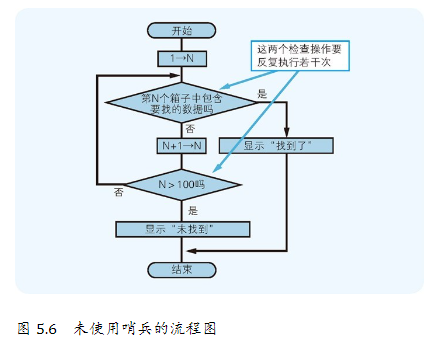 开始
1→N
这两个检查操作要
反复执行若干次
第N个箱子中包含
要找的数据吗
是
否
N+1→N
显示“找到了”
N＞100吗
否
是
显示“未找到”
结束
图 5.6 未使用哨兵的流程图